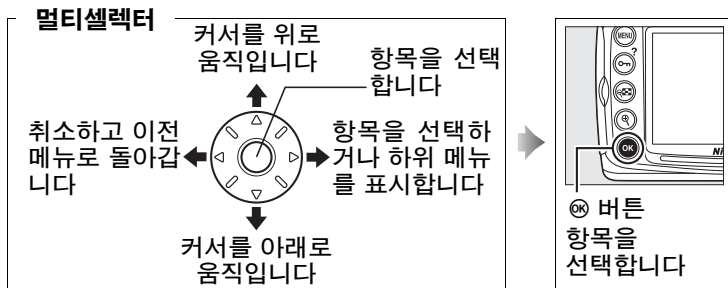 멀티셀렉터
커서를 위로
움직입니다
항목을 선택
합니다
취소하고 이전
메뉴로 돌아갑
니다
항목을 선택하
거나 하위 메뉴
를 표시합니다
커서를 아래로
움직입니다
MENU
?
OK
Ni
OK 버튼
항목을
선택합니다